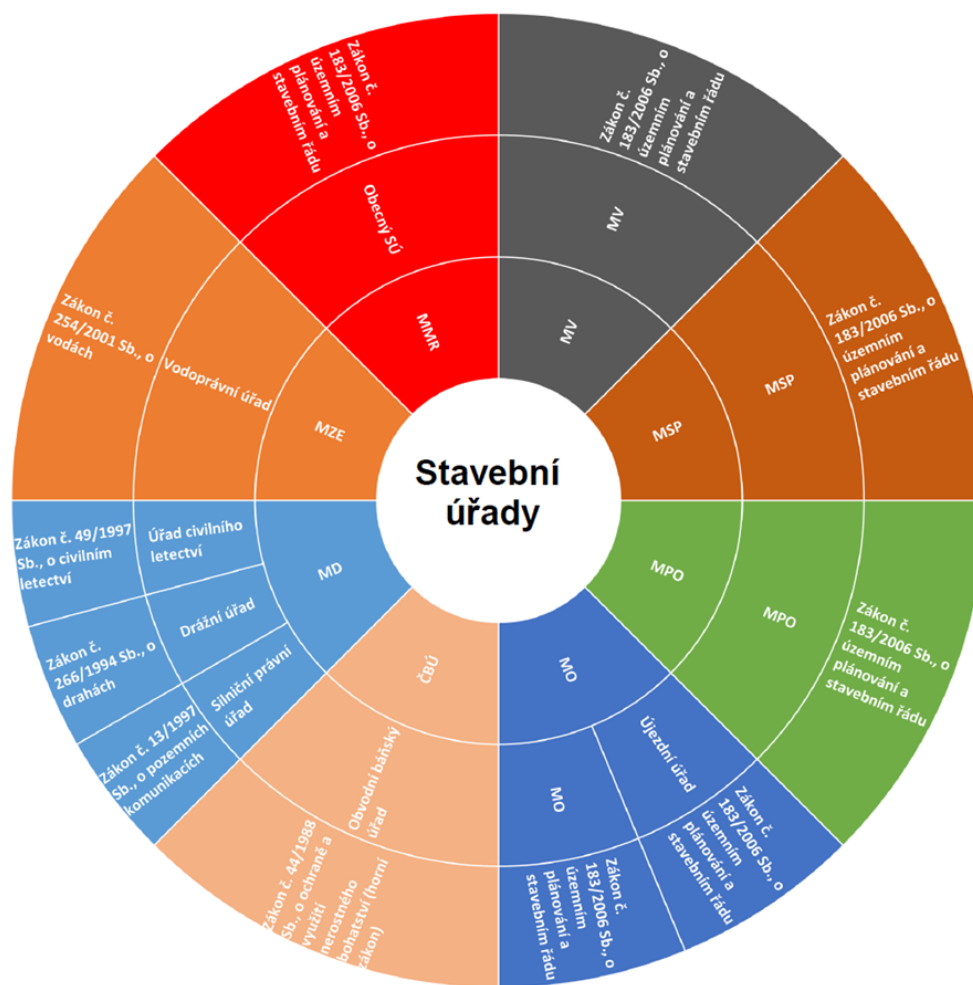 Stavební
úřady
MV
MV
Zákon č.
183/2006 Sb., o
územním
plánování a
stavebním řádu
MSP
MSP
Zákon č.
183/2006 Sb., o
územním
plánování a
stavebním řádu
MPO
MPO
Zákon č.
183/2006 Sb., o
územním
plánování a
stavebním řádu
MO
Újezdní úřad
Zákon č.
183/2006 Sb., o
územním
plánování a
stavebním řádu
MO
Zákon č.
183/2006 Sb., o
územním
plánování a
stavebním řádu
ČBÚ
Obvodní báňský
úřad
Zákon č. 44/1988
Sb., o ochraně a
využití
nerostného
bohatství (horní
zákon)
MD
Silniční právní
úřad
Zákon č. 13/1997
Sb., o pozemních
komunikacích
Drážní úřad
Zákon č.
266/1994 Sb., o
drahách
Úřad civilního
letectví
Zákon č. 49/1997
Sb., o civilním
letectví
MZE
Vodoprávní úřad
Zákon č.
254/2001 Sb., o
vodách
MMR
Obecný SÚ
Zákon č.
183/2006 Sb., o
územním
plánování a
stavebním řádu